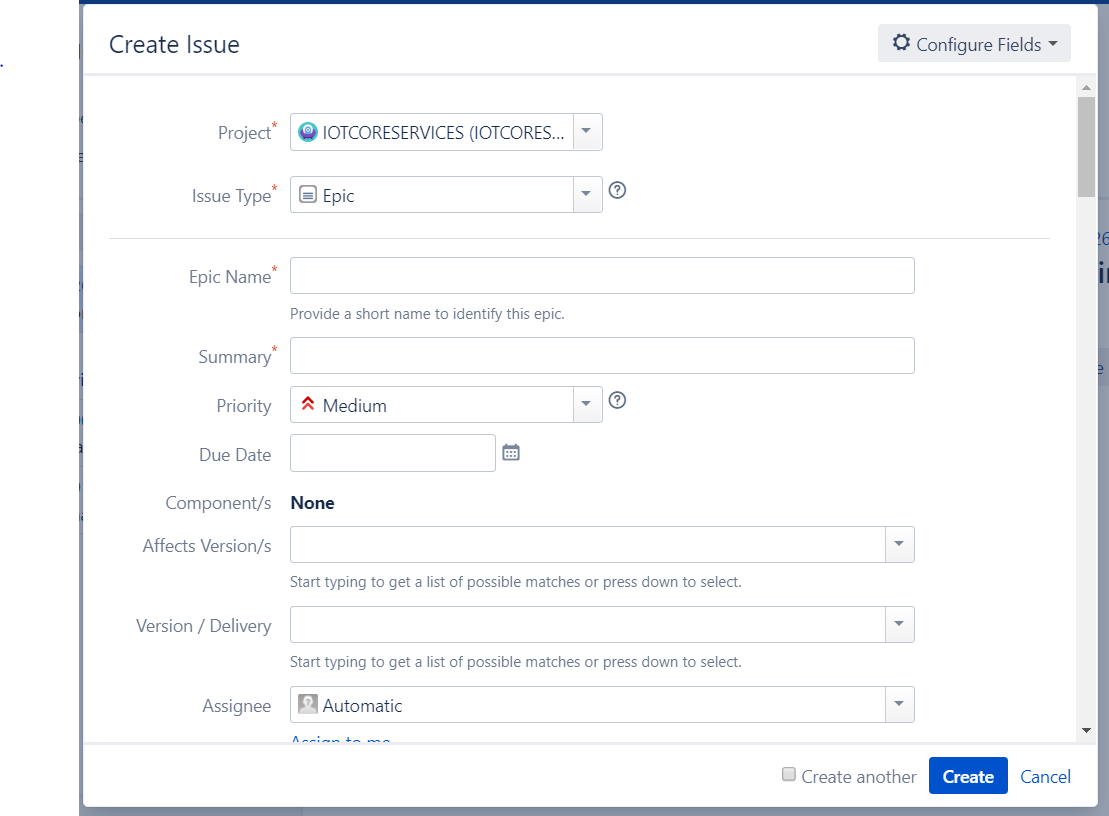 Create Issue
Configure Fields
Project*
IOTCORESERVICES (IOTCORES...
Issue Type*
Epic
Epic Name*
Provide a short name to identify this epic.
Summary*
Priority
Medium
Due Date
Component/s
None
Affects Version/s
Start typing to get a list of possible matches or press down to select.
Version / Delivery
Start typing to get a list of possible matches or press down to select.
Assignee
Automatic
Assign to me
Create another
Create
Cancel